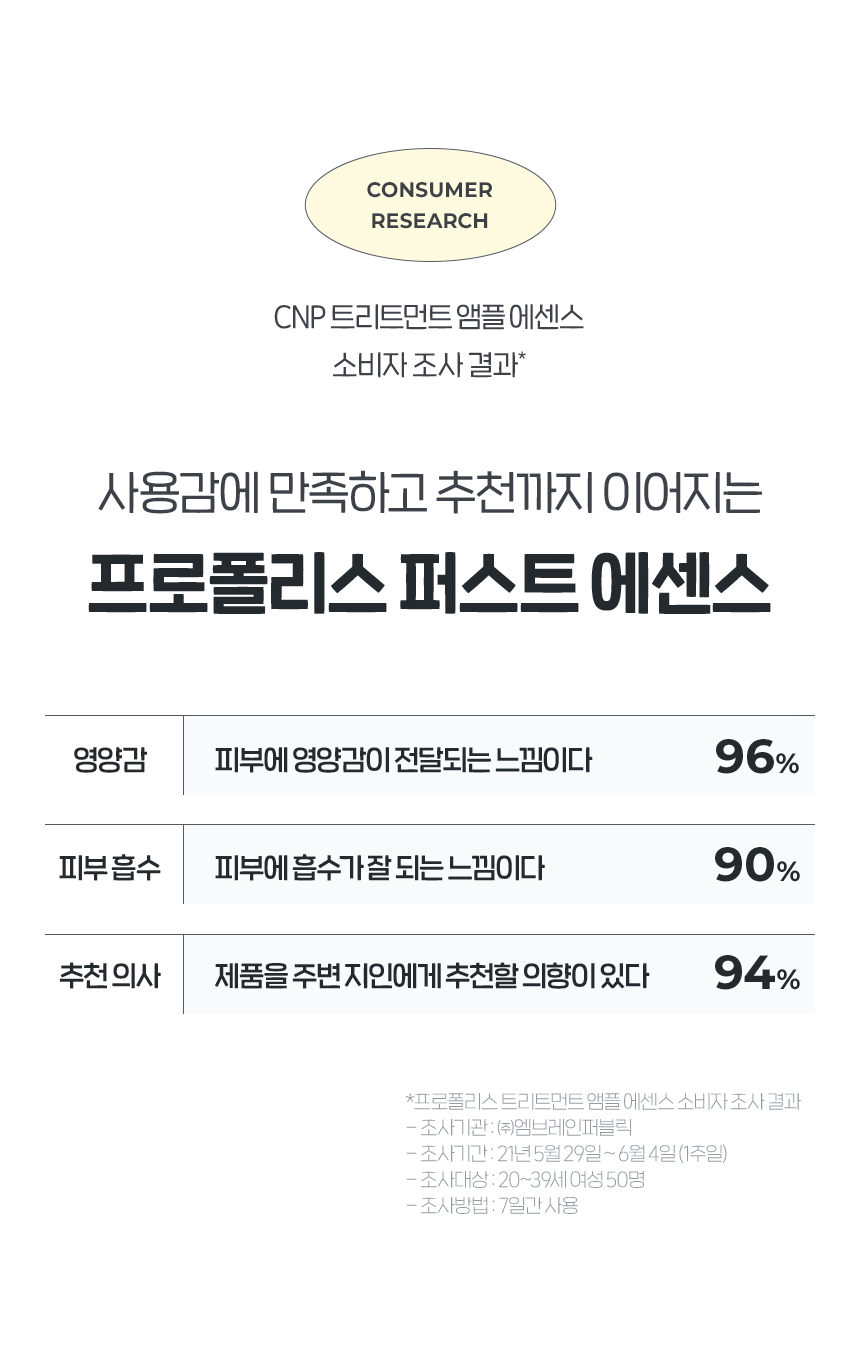 CONSUMER
RESEARCH
CNP 트리트먼트 앰플 에센스
소비자 조사 결과*
사용감에 만족하고 추천까지 이어지는
프로폴리스 퍼스트 에센스
영양감 피부에 영양감이 전달되는 느낌이다 96%
피부 흡수 피부에 흡수가 잘 되는 느낌이다 90%
추천 의사 제품을 주변 지인에게 추천할 의향이 있다 94%
*프로폴리스 트리트먼트 앰플 에센스 소비자 조사 결과
- 조사기관 : ㈜엠브레인퍼블릭
- 조사기간 : 21년 5월 29일 ~ 6월 4일 (1주일)
- 조사대상 : 20~39세 여성 50명
- 조사방법 : 7일간 사용